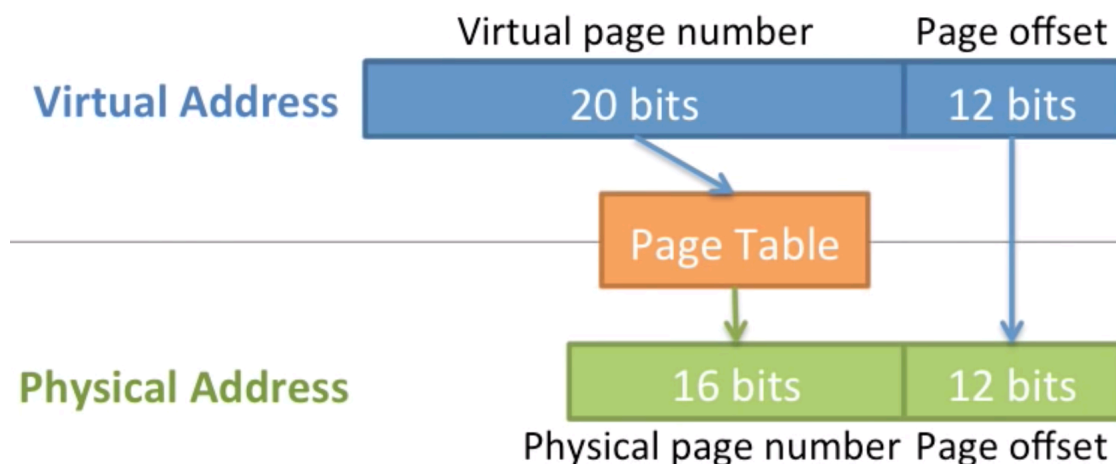 Virtual page number Page offset
Virtual Address 20 bits 12 bits
Page Table
Physical Address 16 bits 12 bits
Physical page number Page offset